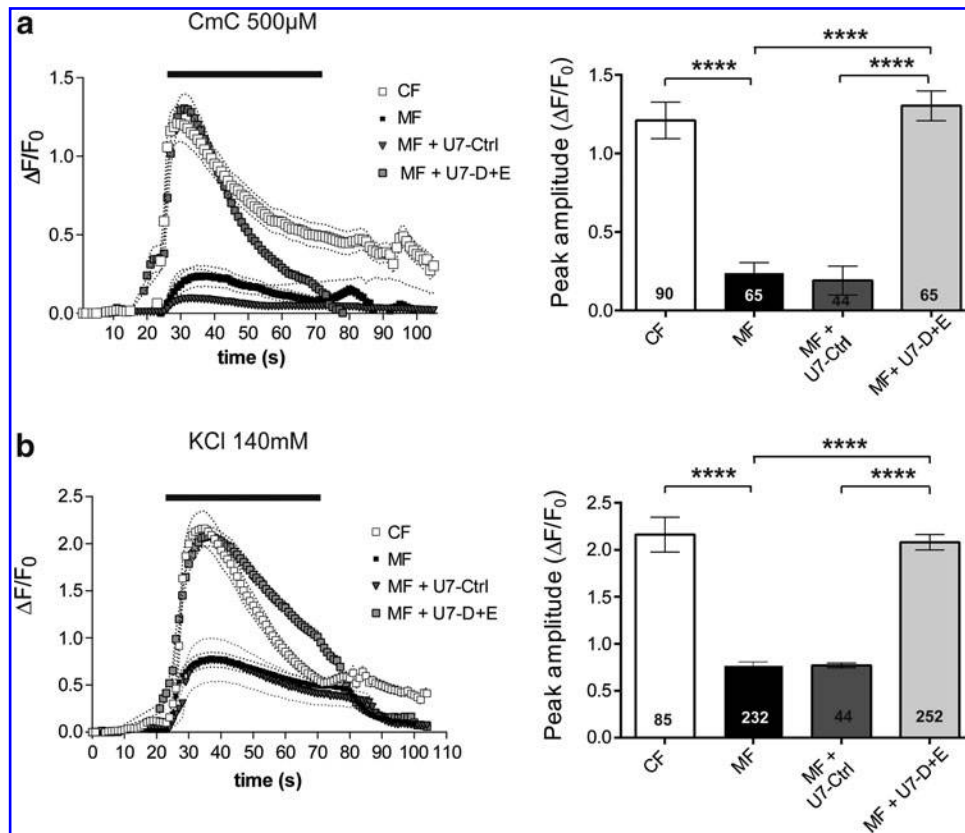 a
CmC 500µM
ΔF/F0
1.5
1.0
0.5
0.0
10 20 30 40 50 60 70 80 90 100
time (s)
CF
MF
MF + U7-Ctrl
MF + U7-D+E
Peak amplitude (ΔF/F0)
1.5
1.0
0.5
0.0
****
**** ****
90 65 44 65
CF
MF
MF +
U7-Ctrl
MF+ U7-D+E
b
KCl 140mM
ΔF/F0
2.5
2.0
1.5
1.0
0.5
0.0
0 10 20 30 40 50 60 70 80 90 100 110
time (s)
CF
MF
MF + U7-Ctrl
MF + U7-D+E
Peak amplitude (ΔF/F0)
2.5
2.0
1.5
1.0
0.5
0.0
****
**** ****
85 232 44 252
CF
MF
MF +
U7-Ctrl
MF + U7-D+E